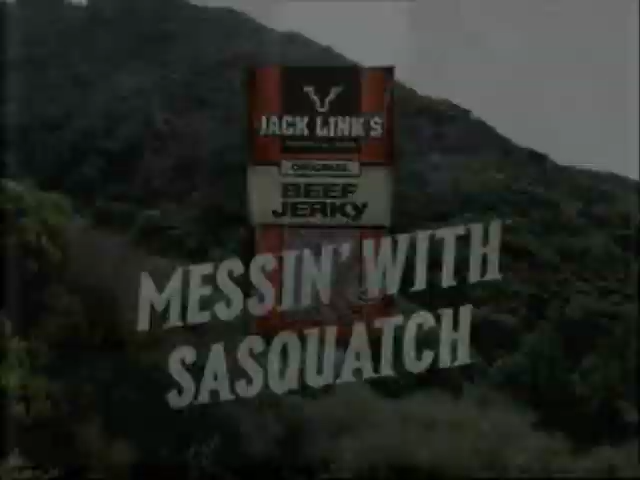 JACK LINK'S
ORIGINAL
BEEF
JERKY
MESSIN' WITH
SASQUATCH